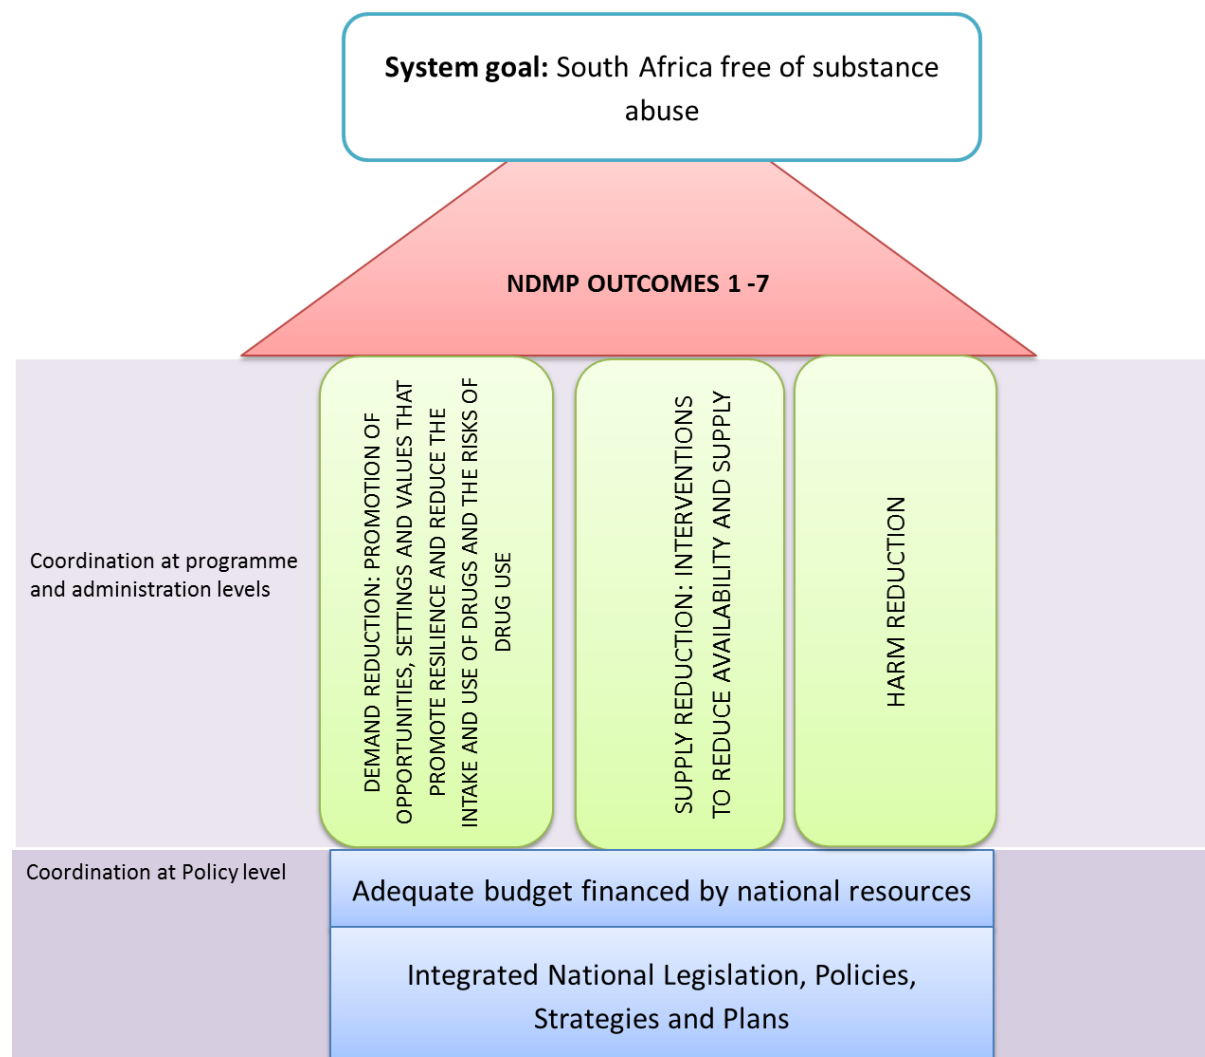 System goal: South Africa free of substance
abuse
NDMP OUTCOMES 1 -7
Coordination at programme
and administration levels
DEMAND REDUCTION: PROMOTION OF
OPPORTUNITIES, SETTINGS AND VALUES THAT
PROMOTE RESILIENCE AND REDUCE THE
INTAKE AND USE OF DRUGS AND THE RISKS OF
DRUG USE
SUPPLY REDUCTION: INTERVENTIONS
TO REDUCE AVAILABILITY AND SUPPLY
HARM REDUCTION
Coordination at Policy level
Adequate budget financed by national resources
Integrated National Legislation, Policies,
Strategies and Plans